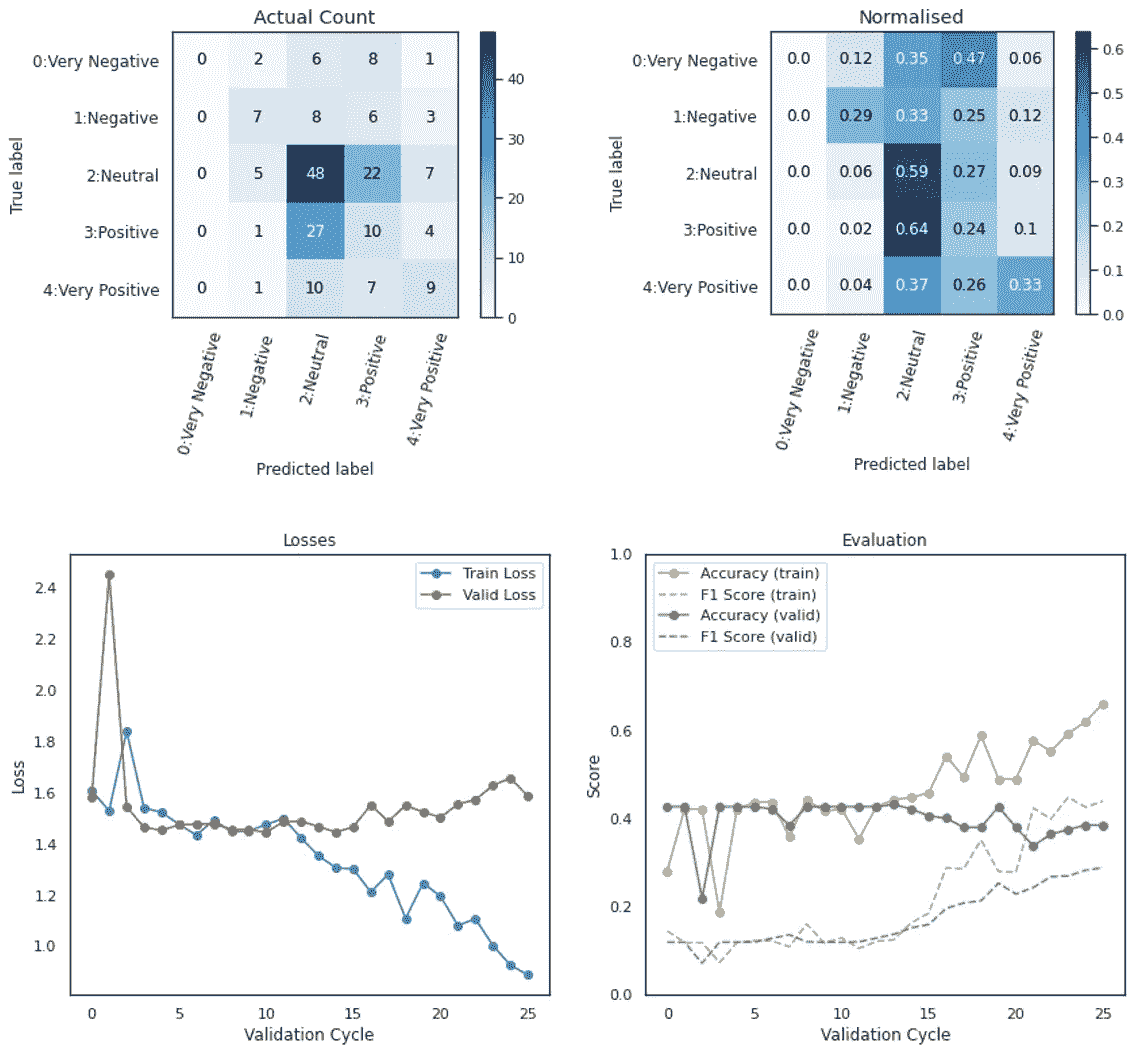 Actual Count
True label
0:Very Negative 0 2 6 8 1
1:Negative 0 7 8 6 3
2:Neutral 0 5 48 22 7
3:Positive 0 1 27 10 4
4:Very Positive 0 1 10 7 9
0:Very Negative 1:Negative 2:Neutral 3:Positive 4:Very Positive
Predicted label
40
30
20
10
0
Normalised
True label
0:Very Negative 0.0 0.12 0.35 0.47 0.06
1:Negative 0.0 0.29 0.33 0.25 0.12
2:Neutral 0.0 0.06 0.59 0.27 0.09
3:Positive 0.0 0.02 0.64 0.24 0.1
4:Very Positive 0.0 0.04 0.37 0.26 0.33
0:Very Negative 1:Negative 2:Neutral 3:Positive 4:Very Positive
Predicted label
0.6
0.5
0.4
0.3
0.2
0.1
0.0
Losses
Train Loss
Valid Loss
Loss
2.4
2.2
2.0
1.8
1.6
1.4
1.2
1.0
0 5 10 15 20 25
Validation Cycle
Evaluation
Accuracy (train)
F1 Score (train)
Accuracy (valid)
F1 Score (valid)
Score
1.0
0.8
0.6
0.4
0.2
0.0
0 5 10 15 20 25
Validation Cycle